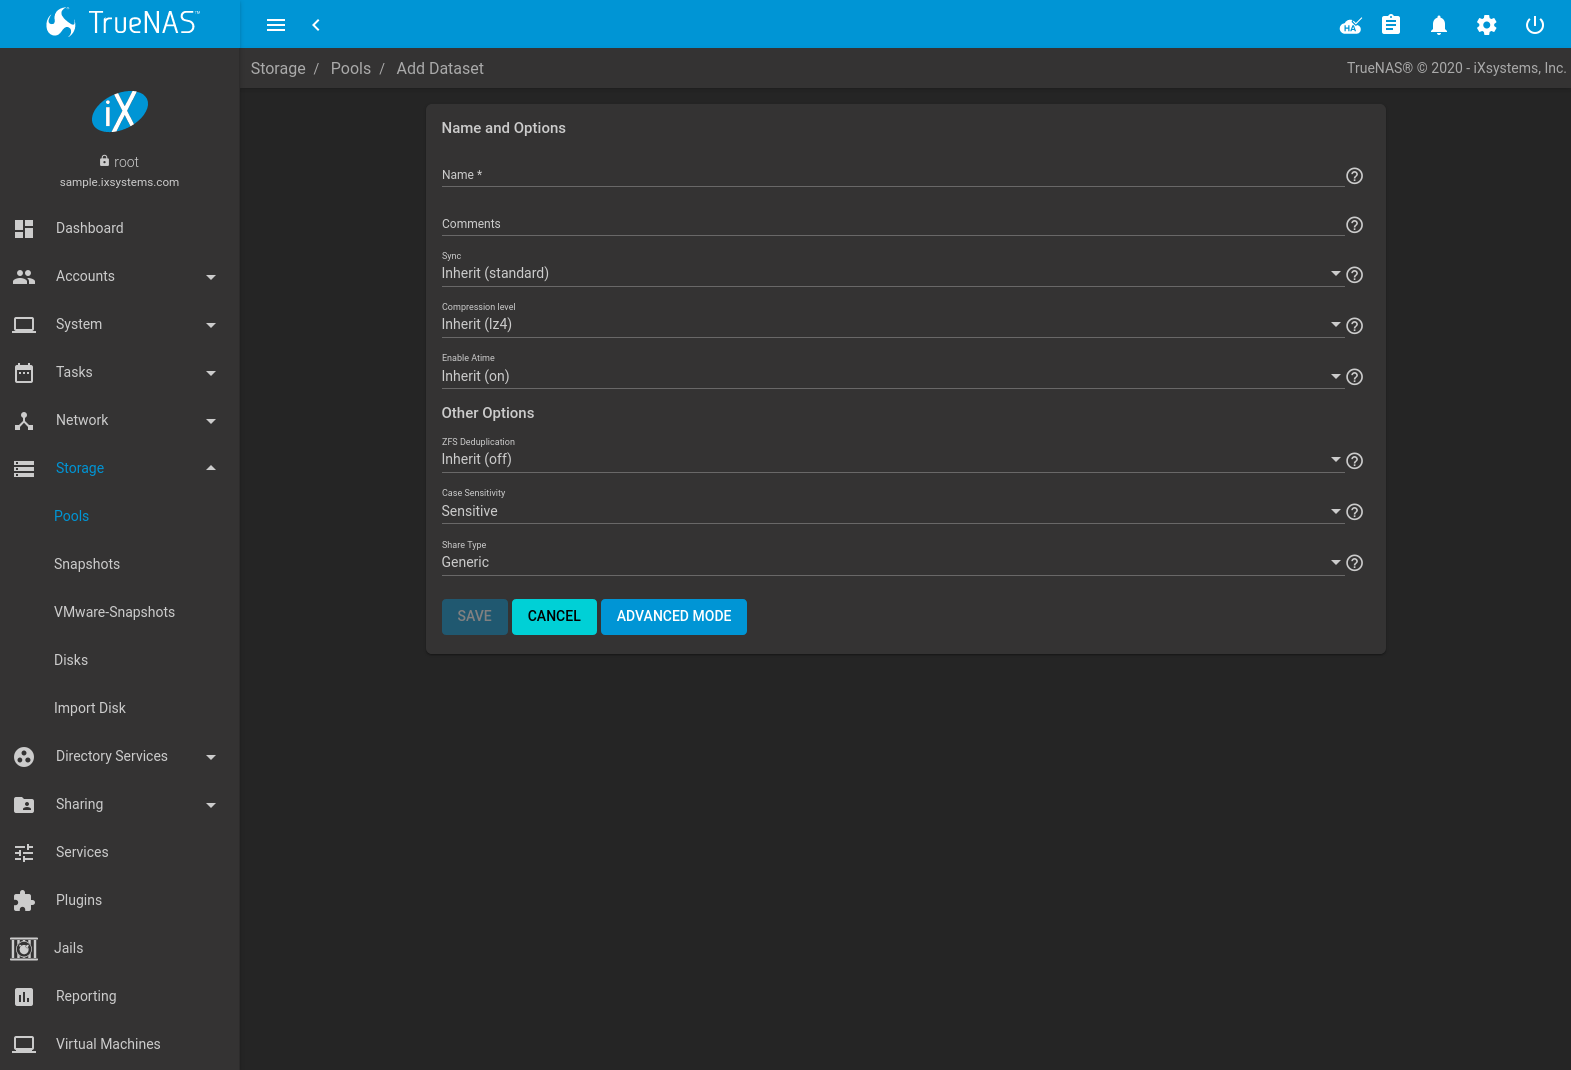 TrueNAS™
HA
Storage / Pools / Add Dataset
TrueNAS® © 2020 - iXsystems, Inc.
iX
root
sample.ixsystems.com
Dashboard
Accounts
System
Tasks
Network
Storage
Pools
Snapshots
VMware-Snapshots
Disks
Import Disk
Directory Services
Sharing
Services
Plugins
Jails
Reporting
Virtual Machines
Name and Options
Name *
Comments
Sync
Inherit (standard)
Compression level
Inherit (lz4)
Enable Atime
Inherit (on)
Other Options
ZFS Deduplication
Inherit (off)
Case Sensitivity
Sensitive
Share Type
Generic
SAVE CANCEL ADVANCED MODE